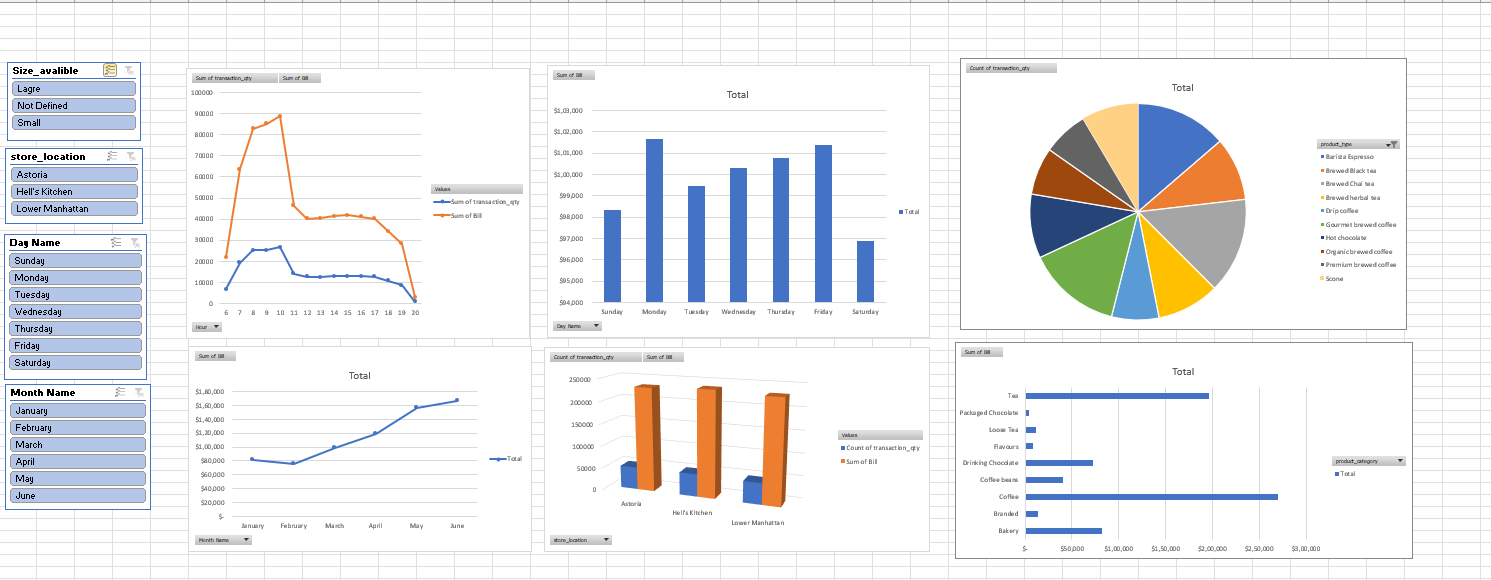 Size_avalible
Lagre
Not Defined
Small
store_location
Astoria
Hell's Kitchen
Lower Manhattan
Day Name
Sunday
Monday
Tuesday
Wednesday
Thursday
Friday
Saturday
Month Name
January
February
March
April
May
June
Sum of transaction_qty Sum of Bill
100000
90000
80000
70000
60000
50000
40000
30000
20000
10000
0
6 7 8 9 10 11 12 13 14 15 16 17 18 19 20
Values
Sum of transaction_qty
Sum of Bill
Hour
Sum of Bill
Total
$1,03,000
$1,02,000
$1,01,000
$1,00,000
$99,000
$98,000
$97,000
$96,000
$95,000
$94,000
Sunday Monday Tuesday Wednesday Thursday Friday Saturday
Total
Day Name
Count of transaction_qty
Total
product_type
Barista Espresso
Brewed Black tea
Brewed Chai tea
Brewed herbal tea
Drip coffee
Gourmet brewed coffee
Hot chocolate
Organic brewed coffee
Premium brewed coffee
Scone
Sum of Bill
Total
$1,80,000
$1,60,000
$1,40,000
$1,20,000
$1,00,000
$80,000
$60,000
$40,000
$20,000
$-
January February March April May June
Total
Month Name
Count of transaction_qty Sum of Bill
250000
200000
150000
100000
50000
0
Astoria
Hell's Kitchen
Lower Manhattan
Values
Count of transaction_qty
Sum of Bill
store_location
Sum of Bill
Total
Tea
Packaged Chocolate
Loose Tea
Flavours
Drinking Chocolate
Coffee beans
Coffee
Branded
Bakery
$- $50,000 $1,00,000 $1,50,000 $2,00,000 $2,50,000 $3,00,000
product_category
Total